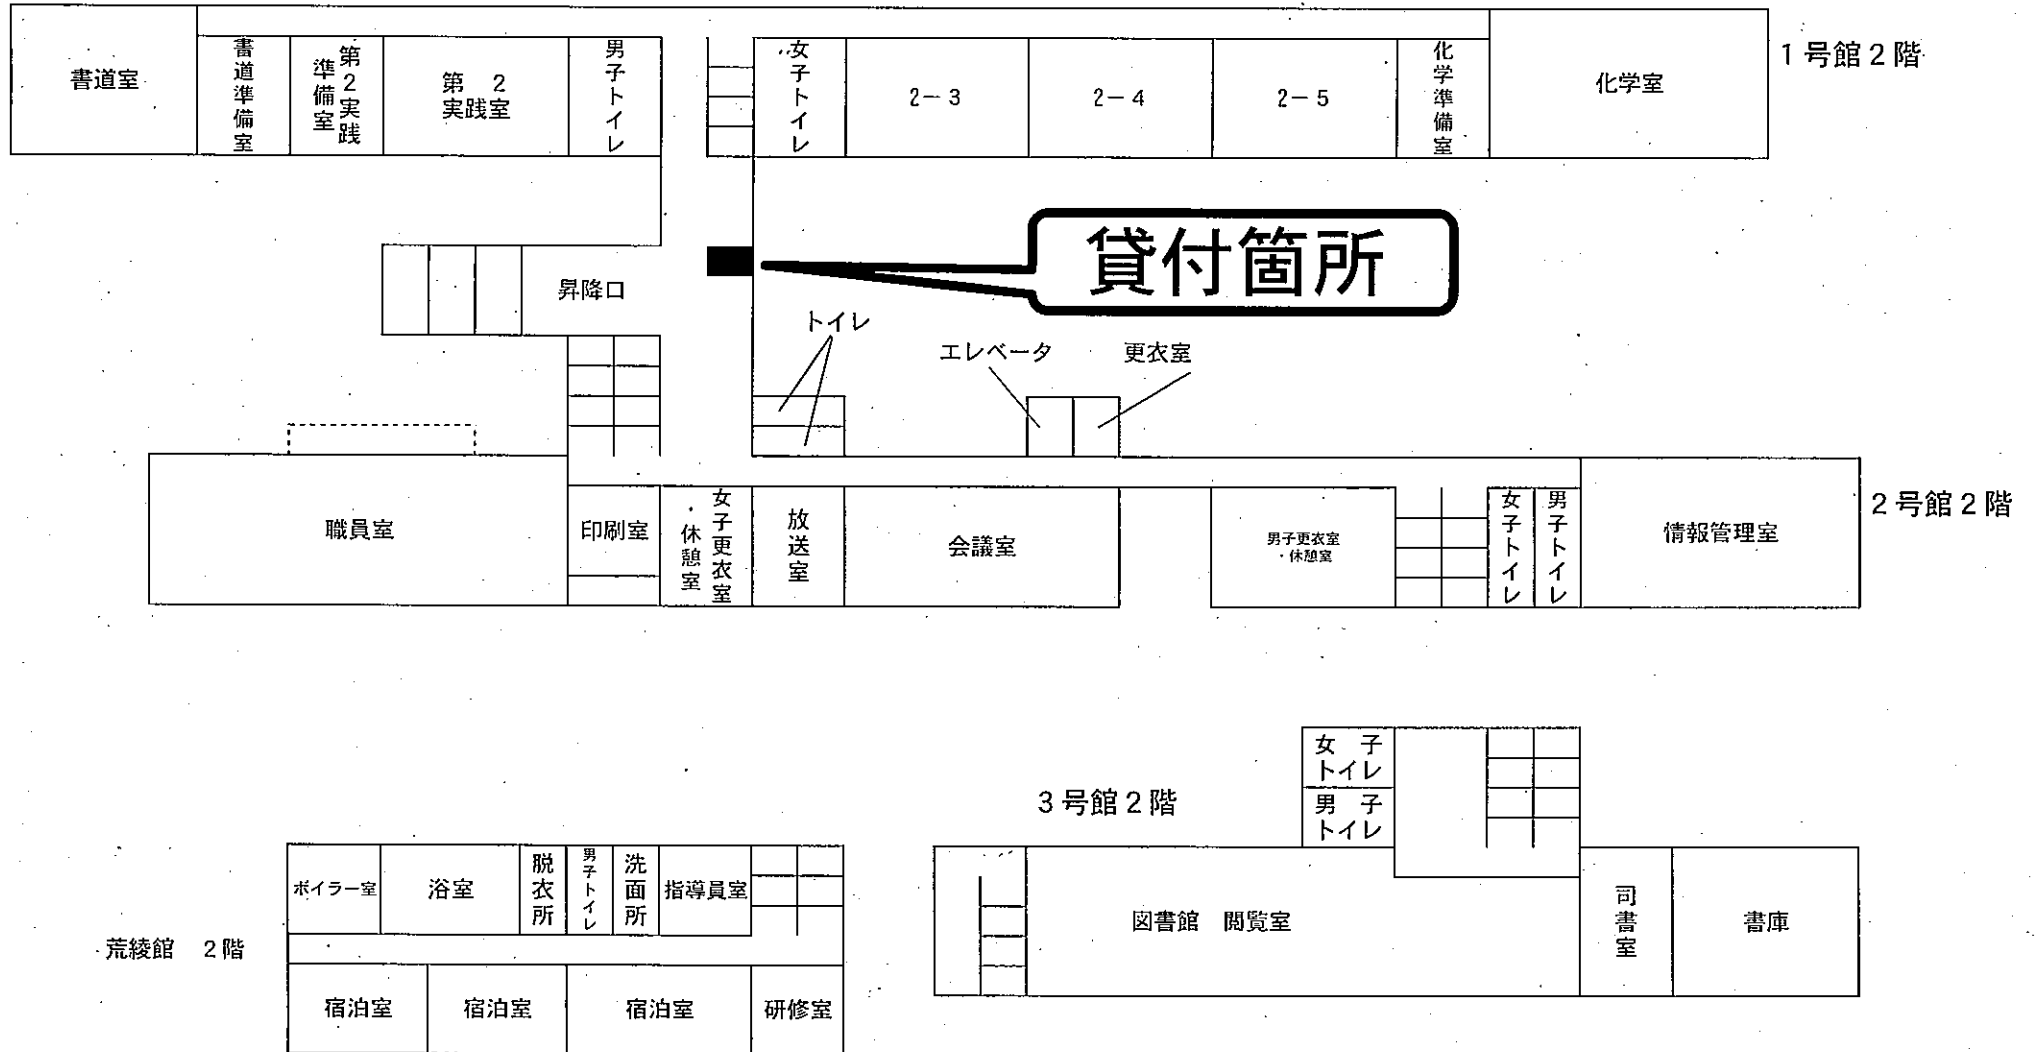 1号館2階
書道室
書道準備室
第2実践
準備室
第 2
実践室
男子トイレ
女子トイレ
2-3
2-4
2-5
化学準備室
化学室
貸付箇所
昇降口
トイレ
エレベータ
更衣室
2号館2階
職員室
印刷室
女子更衣室
・休憩室
放送室
会議室
男子更衣室
・休憩室
女子トイレ
男子トイレ
情報管理室
3号館2階
女 子
トイレ
男 子
トイレ
図書館 閲覧室
司書室
書庫
荒綾館 2階
ボイラー室
浴室
脱衣所
男子トイレ
洗面所
指導員室
宿泊室
宿泊室
宿泊室
研修室